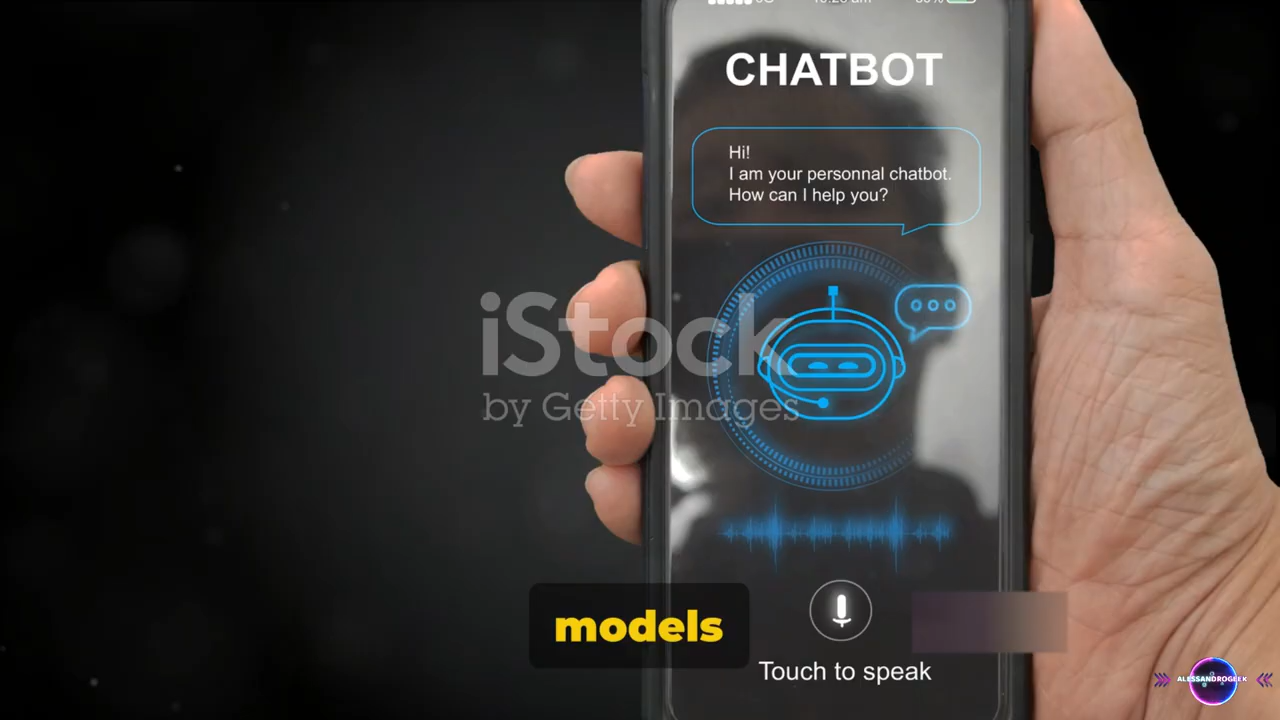 CHATBOT
Hi!
I am your personnal chatbot.
How can I help you?
iStock
by Getty Images
models
Touch to speak
ALESSANDROGEEK